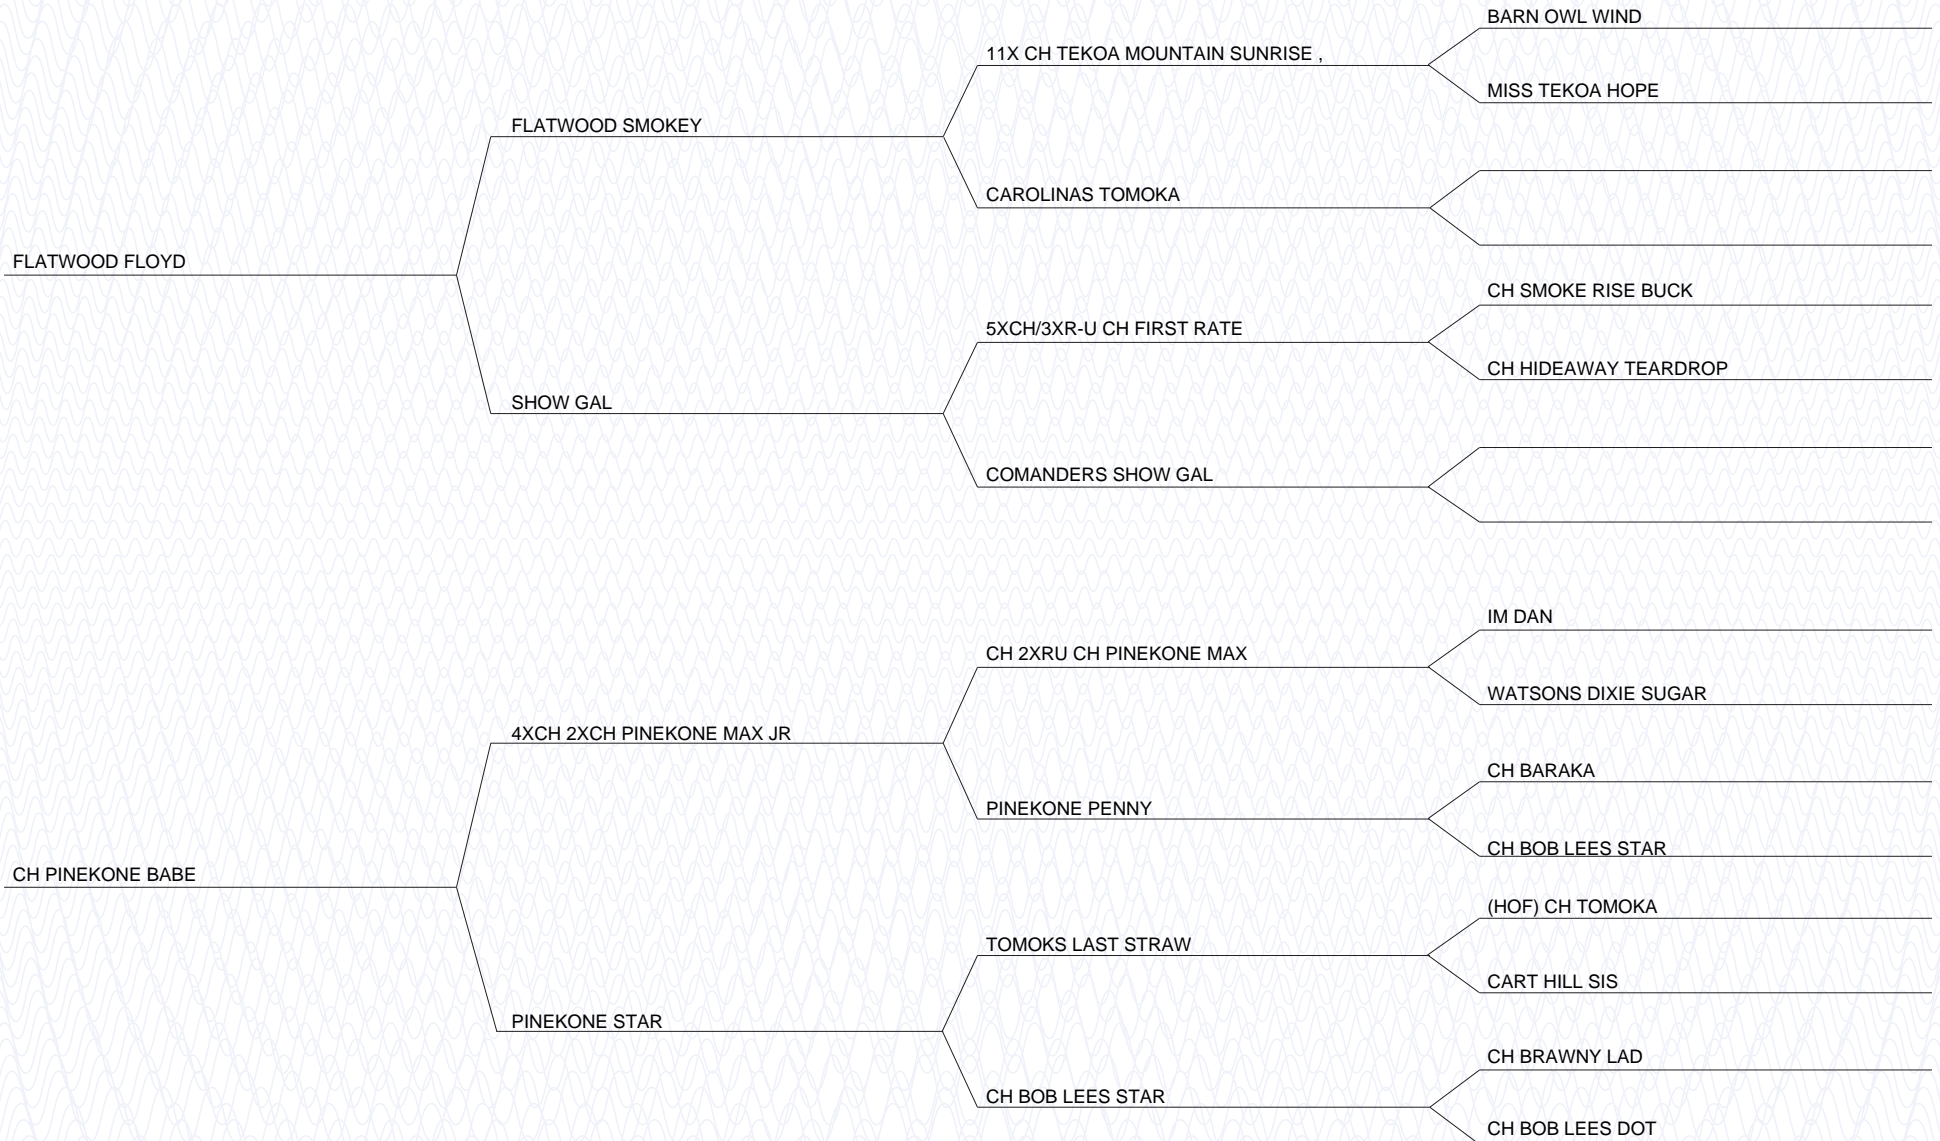 BARN OWL WIND
11X CH TEKOA MOUNTAIN SUNRISE ,
MISS TEKOA HOPE
FLATWOOD SMOKEY
CAROLINAS TOMOKA
FLATWOOD FLOYD
CH SMOKE RISE BUCK
5XCH/3XR-U CH FIRST RATE
CH HIDEAWAY TEARDROP
SHOW GAL
COMANDERS SHOW GAL
IM DAN
CH 2XRU CH PINEKONE MAX
WATSONS DIXIE SUGAR
4XCH 2XCH PINEKONE MAX JR
CH BARAKA
PINEKONE PENNY
CH BOB LEES STAR
CH PINEKONE BABE
(HOF) CH TOMOKA
TOMOKS LAST STRAW
CART HILL SIS
PINEKONE STAR
CH BRAWNY LAD
CH BOB LEES STAR
CH BOB LEES DOT